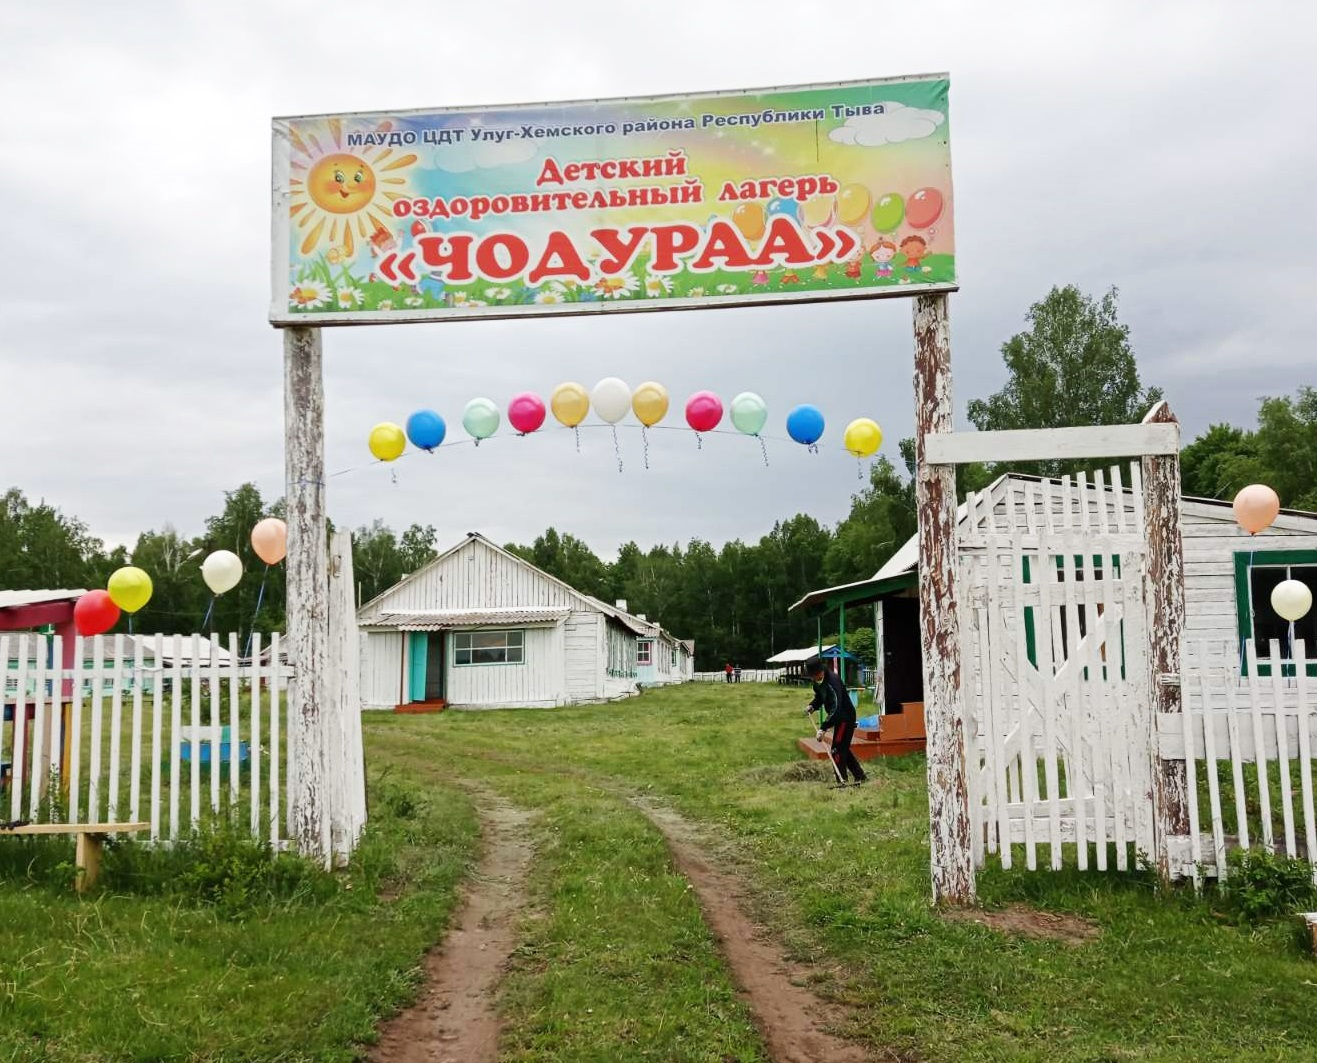 МАУДО ЦДТ Улуг-Хемского района Республики Тыва
Детский
оздоровительный лагерь
«ЧОДУРАА»